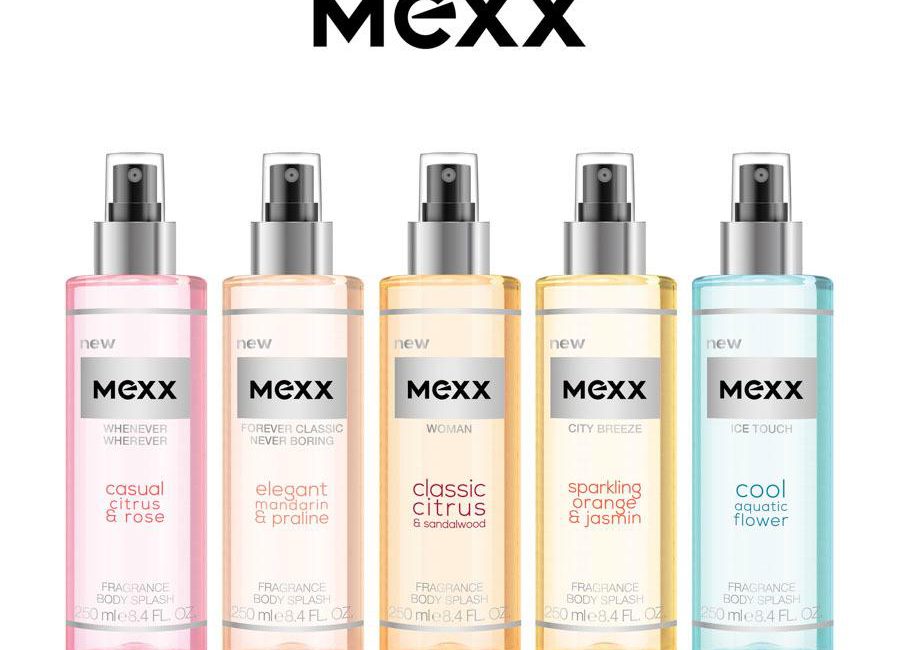 mexx
new
mexx
WHENEVER
WHEREVER
casual
citrus
& rose
FRAGRANCE
BODY SPLASH
250 ml e 8.4 FL. OZ.
new
mexx
FOREVER CLASSIC
NEVER BORING
elegant
mandarin
& praline
FRAGRANCE
BODY SPLASH
250 ml e 8.4 FL. OZ.
new
mexx
WOMAN
classic
citrus
& sandalwood
FRAGRANCE
BODY SPLASH
250 ml e 8.4 FL. OZ.
new
mexx
CITY BREEZE
sparkling
orange
& jasmin
FRAGRANCE
BODY SPLASH
250 ml e 8.4 FL. OZ.
new
mexx
ICE TOUCH
cool
aquatic
flower
FRAGRANCE
BODY SPLASH
250 ml e 8.4 FL. OZ.